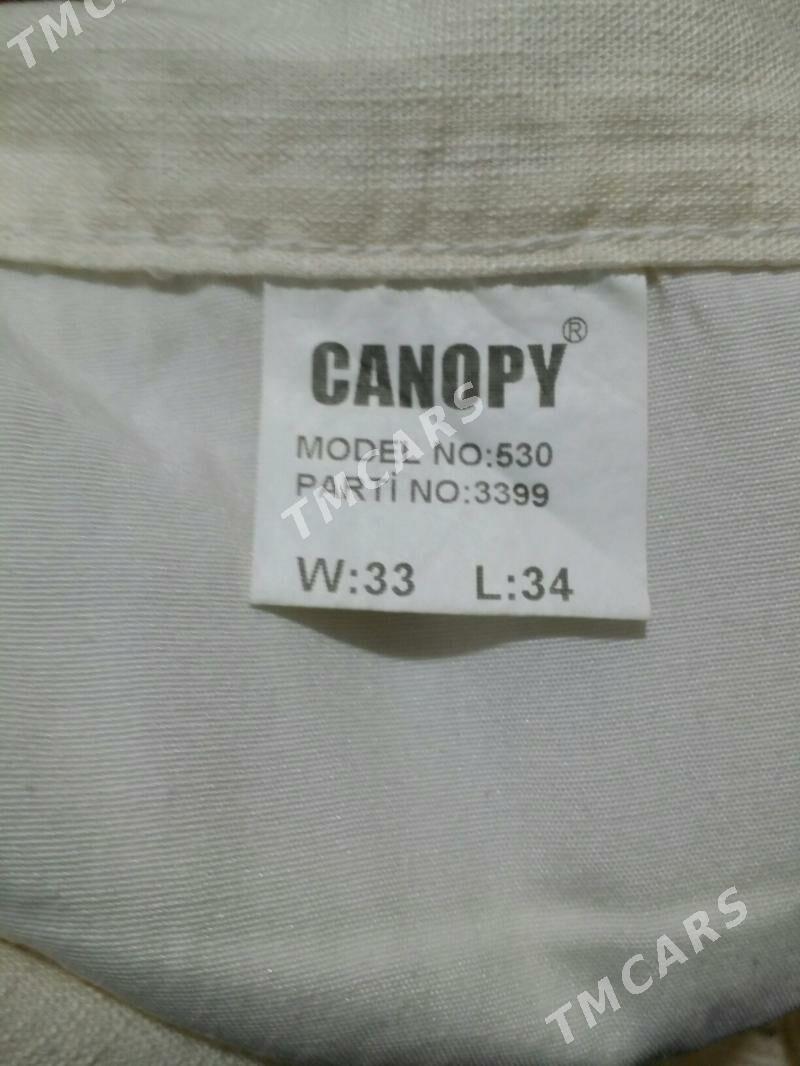 TMCARS
CANOPY®
MODEL NO:530
PARTİ NO:3399
TMCARS
W:33 L:34
TMCARS